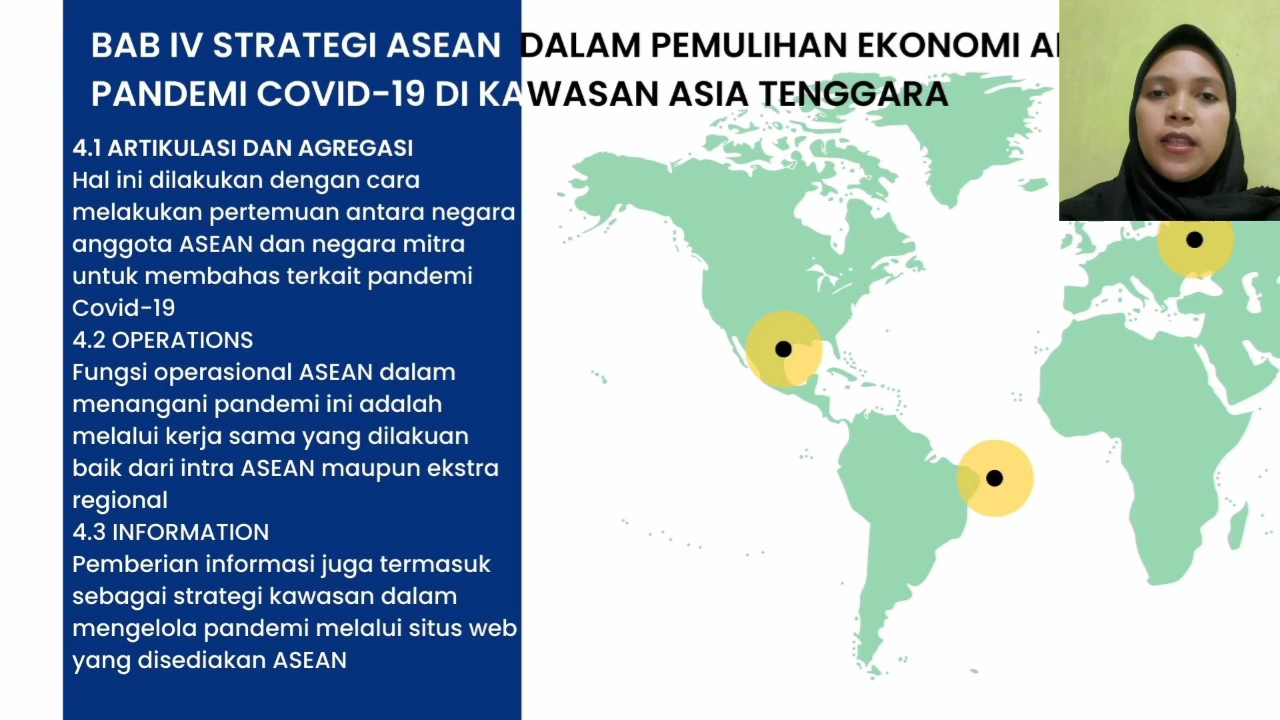 BAB IV STRATEGI ASEAN DALAM PEMULIHAN EKONOMI
PANDEMI COVID-19 DI KAWASAN ASIA TENGGARA
4.1 ARTIKULASI DAN AGREGASI
Hal ini dilakukan dengan cara
melakukan pertemuan antara negara
anggota ASEAN dan negara mitra
untuk membahas terkait pandemi
Covid-19
4.2 OPERATIONS
Fungsi operasional ASEAN dalam
menangani pandemi ini adalah
melalui kerja sama yang dilakuan
baik dari intra ASEAN maupun ekstra
regional
4.3 INFORMATION
Pemberian informasi juga termasuk
sebagai strategi kawasan dalam
mengelola pandemi melalui situs web
yang disediakan ASEAN